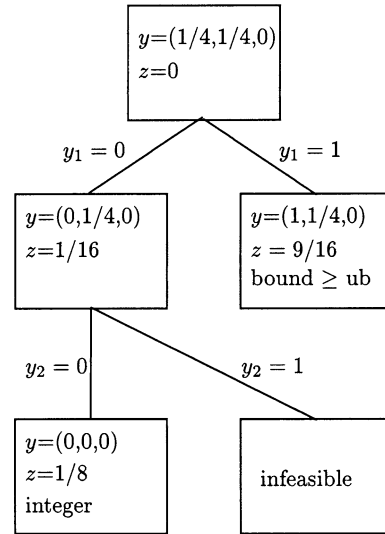 y=(1/4,1/4,0)
z=0
y₁ = 0
y₁ = 1
y=(0,1/4,0)
z=1/16
y=(1,1/4,0)
z = 9/16
bound ≥ ub
y₂ = 0
y₂ = 1
y=(0,0,0)
z=1/8
integer
infeasible